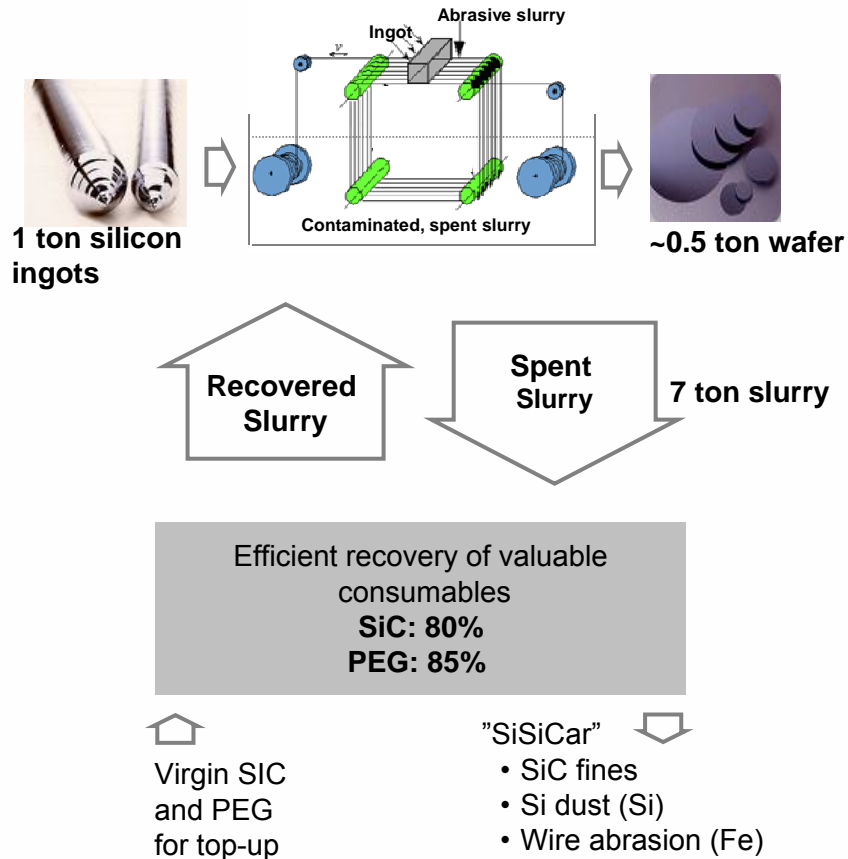 Abrasive slurry
Ingot
v
Contaminated, spent slurry
1 ton silicon
ingots
~0.5 ton wafer
Recovered
Slurry
Spent
Slurry
7 ton slurry
Efficient recovery of valuable
consumables
SiC: 80%
PEG: 85%
Virgin SIC
and PEG
for top-up
”SiSiCar”
• SiC fines
• Si dust (Si)
• Wire abrasion (Fe)